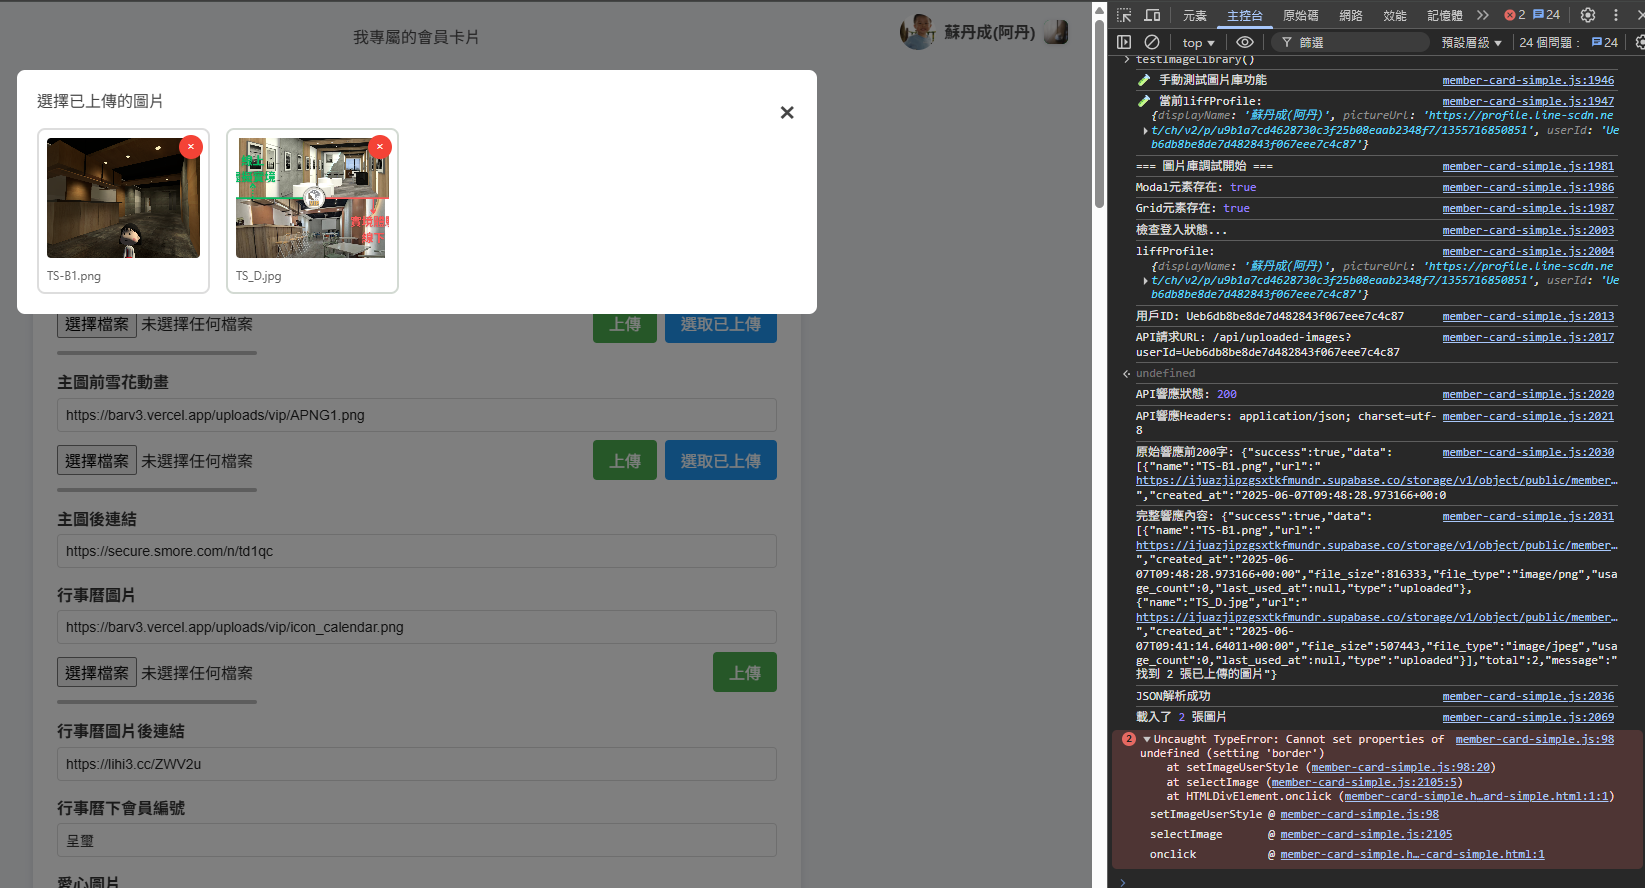 我專屬的會員卡片
蘇丹成(阿丹)
選擇已上傳的圖片
×
×
×
TS-B1.png
TS_D.jpg
選擇檔案 未選擇任何檔案
上傳
選取已上傳
主圖前雪花動畫
https://barv3.vercel.app/uploads/vip/APNG1.png
選擇檔案 未選擇任何檔案
上傳
選取已上傳
主圖後連結
https://secure.smore.com/n/td1qc
行事曆圖片
https://barv3.vercel.app/uploads/vip/icon_calendar.png
選擇檔案 未選擇任何檔案
上傳
行事曆圖片後連結
https://lihi3.cc/ZWV2u
行事曆下會員編號
呈璽
愛心圖片
元素 主控台 原始碼 網路 效能 記憶體 2 24
top 篩選 預設層級 24 個問題： 24
testImageLibrary()
手動測試圖片庫功能 member-card-simple.js:1946
當前liffProfile: member-card-simple.js:1947
{displayName: '蘇丹成(阿丹)', pictureUrl: 'https://profile.line-scdn.ne
t/ch/v2/p/u9b1a7cd4628730c3f25b08eaab2348f7/1355716850851', userId: 'Ue
b6db8be8de7d482843f067eee7c4c87'}
=== 圖片庫調試開始 === member-card-simple.js:1981
Modal元素存在: true member-card-simple.js:1986
Grid元素存在: true member-card-simple.js:1987
檢查登入狀態... member-card-simple.js:2003
liffProfile: member-card-simple.js:2004
{displayName: '蘇丹成(阿丹)', pictureUrl: 'https://profile.line-scdn.ne
t/ch/v2/p/u9b1a7cd4628730c3f25b08eaab2348f7/1355716850851', userId: 'Ue
b6db8be8de7d482843f067eee7c4c87'}
用戶ID: Ueb6db8be8de7d482843f067eee7c4c87 member-card-simple.js:2013
API請求URL: /api/uploaded-images? member-card-simple.js:2017
userId=Ueb6db8be8de7d482843f067eee7c4c87
undefined
API響應狀態: 200 member-card-simple.js:2020
API響應Headers: application/json; charset=utf- member-card-simple.js:2021
8
原始響應前200字: {"success":true,"data": member-card-simple.js:2030
[{"name":"TS-B1.png","url":"
https://ijuazjipzgsxtkfmundr.supabase.co/storage/v1/object/public/member…
","created_at":"2025-06-07T09:48:28.973166+00:0
完整響應內容: {"success":true,"data": member-card-simple.js:2031
[{"name":"TS-B1.png","url":"
https://ijuazjipzgsxtkfmundr.supabase.co/storage/v1/object/public/member…
","created_at":"2025-06-
07T09:48:28.973166+00:00","file_size":816333,"file_type":"image/png","usa
ge_count":0,"last_used_at":null,"type":"uploaded"},
{"name":"TS_D.jpg","url":"
https://ijuazjipzgsxtkfmundr.supabase.co/storage/v1/object/public/member…
","created_at":"2025-06-
07T09:41:14.64011+00:00","file_size":507443,"file_type":"image/jpeg","usa
ge_count":0,"last_used_at":null,"type":"uploaded"}],"total":2,"message":"
找到 2 張已上傳的圖片"}
JSON解析成功 member-card-simple.js:2036
載入了 2 張圖片 member-card-simple.js:2069
2 Uncaught TypeError: Cannot set properties of member-card-simple.js:98
undefined (setting 'border')
at setImageUserStyle (member-card-simple.js:98:20)
at selectImage (member-card-simple.js:2105:5)
at HTMLDivElement.onclick (member-card-simple.h…ard-simple.html:1:1)
setImageUserStyle @ member-card-simple.js:98
selectImage @ member-card-simple.js:2105
onclick @ member-card-simple.h…-card-simple.html:1